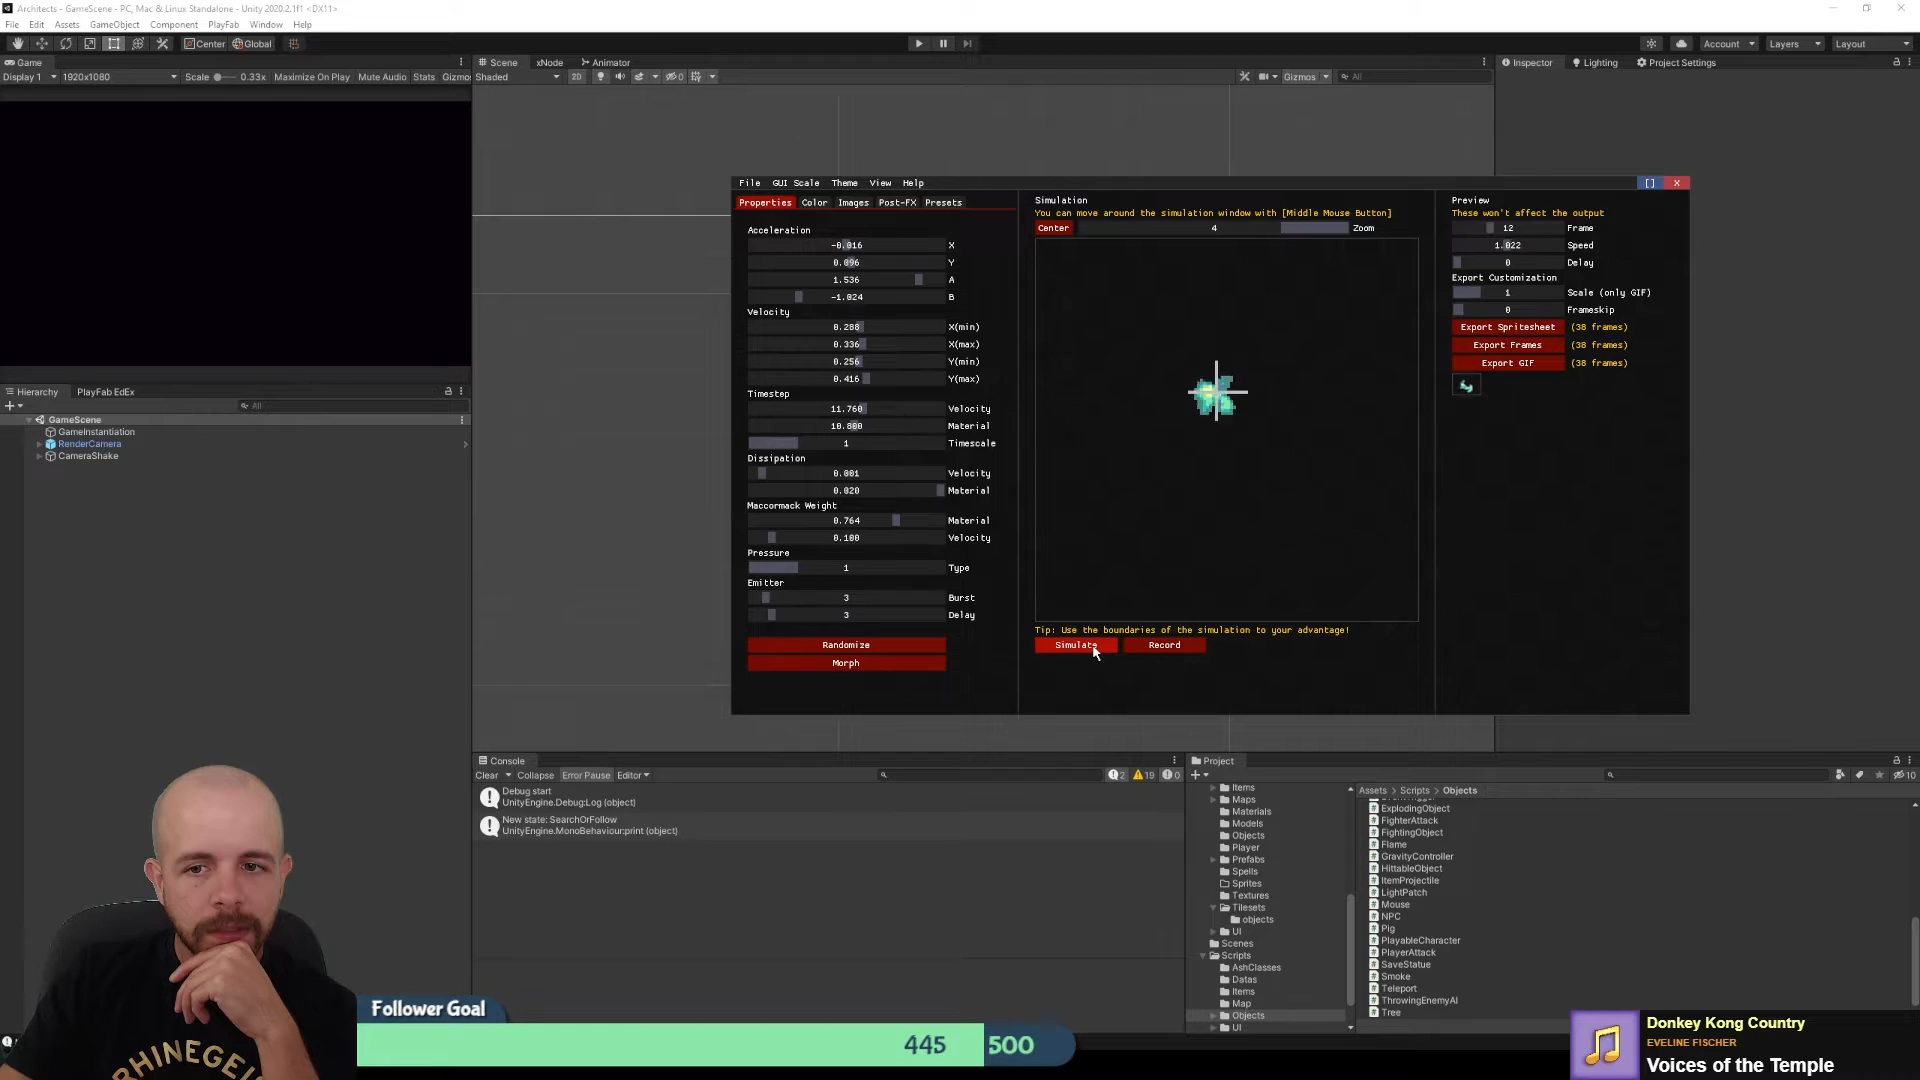 Architects - GameScene - PC, Mac & Linux Standalone - Unity 2020.2.1f1 <DX11>
File Edit Assets GameObject Component PlayFab Window Help
Center Global
Account Layers Layout
Game
Display 1 1920x1080 Scale 0.33x Maximize On Play Mute Audio Stats Gizmos
Scene xNode Animator
Shaded 2D 0 Gizmos All
Inspector Lighting Project Settings
Hierarchy PlayFab EdEx
All
GameScene
GameInstantiation
RenderCamera
CameraShake
File GUI Scale Theme View Help
[] X
Properties Color Images Post-FX Presets
Acceleration
-0.016 X
0.096 Y
1.536 A
-1.024 B
Velocity
0.288 X(min)
0.336 X(max)
0.256 Y(min)
0.416 Y(max)
Timestep
11.760 Velocity
10.800 Material
1 Timescale
Dissipation
0.001 Velocity
0.020 Material
Maccormack Weight
0.764 Material
0.100 Velocity
Pressure
1 Type
Emitter
3 Burst
3 Delay
Randomize
Morph
Simulation
You can move around the simulation window with [Middle Mouse Button]
Center 4 Zoom
Tip: Use the boundaries of the simulation to your advantage!
Simulate Record
Preview
These won't affect the output
12 Frame
1.022 Speed
0 Delay
Export Customization
1 Scale (only GIF)
0 Frameskip
Export Spritesheet (38 frames)
Export Frames (38 frames)
Export GIF (38 frames)
Console
Clear Collapse Error Pause Editor 2 19 0
Debug start
UnityEngine.Debug:Log (object)
New state: SearchOrFollow
UnityEngine.MonoBehaviour:print (object)
Project
10
Items
Maps
Materials
Models
Objects
Player
Prefabs
Spells
Sprites
Textures
Tilesets
objects
UI
Scenes
Scripts
AshClasses
Datas
Items
Map
Objects
UI
Assets > Scripts > Objects
ExplodingObject
FighterAttack
FightingObject
Flame
GravityController
HittableObject
ItemProjectile
LightPatch
Mouse
NPC
Pig
PlayableCharacter
PlayerAttack
SaveStatue
Smoke
Teleport
ThrowingEnemyAI
Tree
Follower Goal
445 500
Donkey Kong Country
EVELINE FISCHER
Voices of the Temple